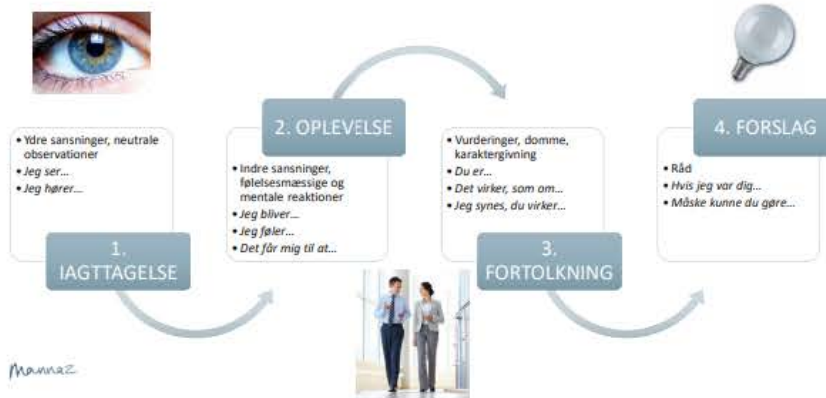 • Ydre sansninger, neutrale
observationer
• Jeg ser…
• Jeg hører…
1.
IAGTTAGELSE
2. OPLEVELSE
• Indre sansninger,
følelsesmæssige og
mentale reaktioner
• Jeg bliver…
• Jeg føler…
• Det får mig til at…
• Vurderinger, domme,
karaktergivning
• Du er…
• Det virker, som om…
• Jeg synes, du virker…
3.
FORTOLKNING
4. FORSLAG
• Råd
• Hvis jeg var dig…
• Måske kunne du gøre…
Mannaz